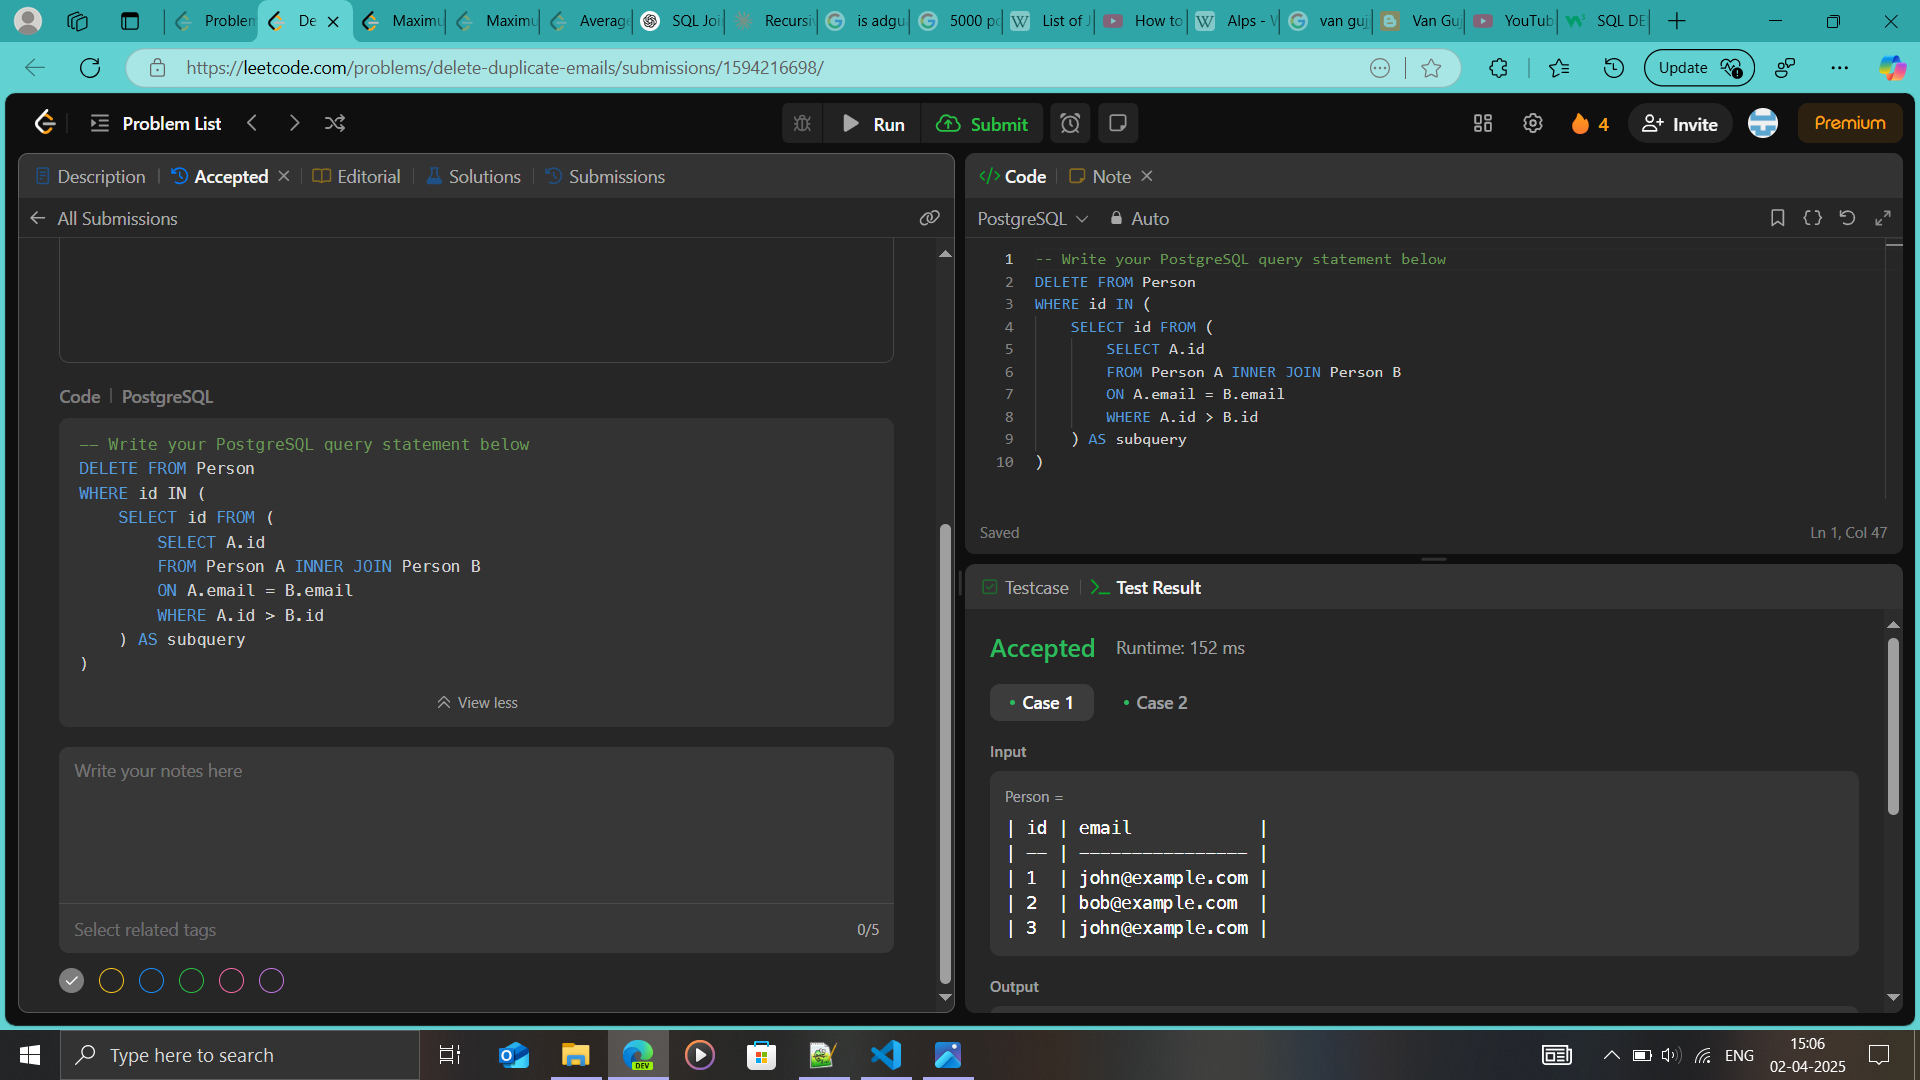 Problem
De
Maximu
Maximu
Average
SQL Joi
Recursi
is adgu
5000 po
List of J
How to
Alps - W
van guj
Van Guj
YouTub
SQL DE
https://leetcode.com/problems/delete-duplicate-emails/submissions/1594216698/
Update
Problem List
Run
Submit
4
Invite
Premium
Description
Accepted
Editorial
Solutions
Submissions
All Submissions
Code | PostgreSQL
-- Write your PostgreSQL query statement below
DELETE FROM Person
WHERE id IN (
SELECT id FROM (
SELECT A.id
FROM Person A INNER JOIN Person B
ON A.email = B.email
WHERE A.id > B.id
) AS subquery
)
View less
Write your notes here
Select related tags
0/5
Code
Note
PostgreSQL
Auto
1 -- Write your PostgreSQL query statement below
2 DELETE FROM Person
3 WHERE id IN (
4 SELECT id FROM (
5 SELECT A.id
6 FROM Person A INNER JOIN Person B
7 ON A.email = B.email
8 WHERE A.id > B.id
9 ) AS subquery
10 )
Saved
Ln 1, Col 47
Testcase
Test Result
Accepted
Runtime: 152 ms
• Case 1
• Case 2
Input
Person =
| id | email |
| -- | ---------------- |
| 1 | john@example.com |
| 2 | bob@example.com |
| 3 | john@example.com |
Output
Type here to search
DEV
ENG
15:06
02-04-2025